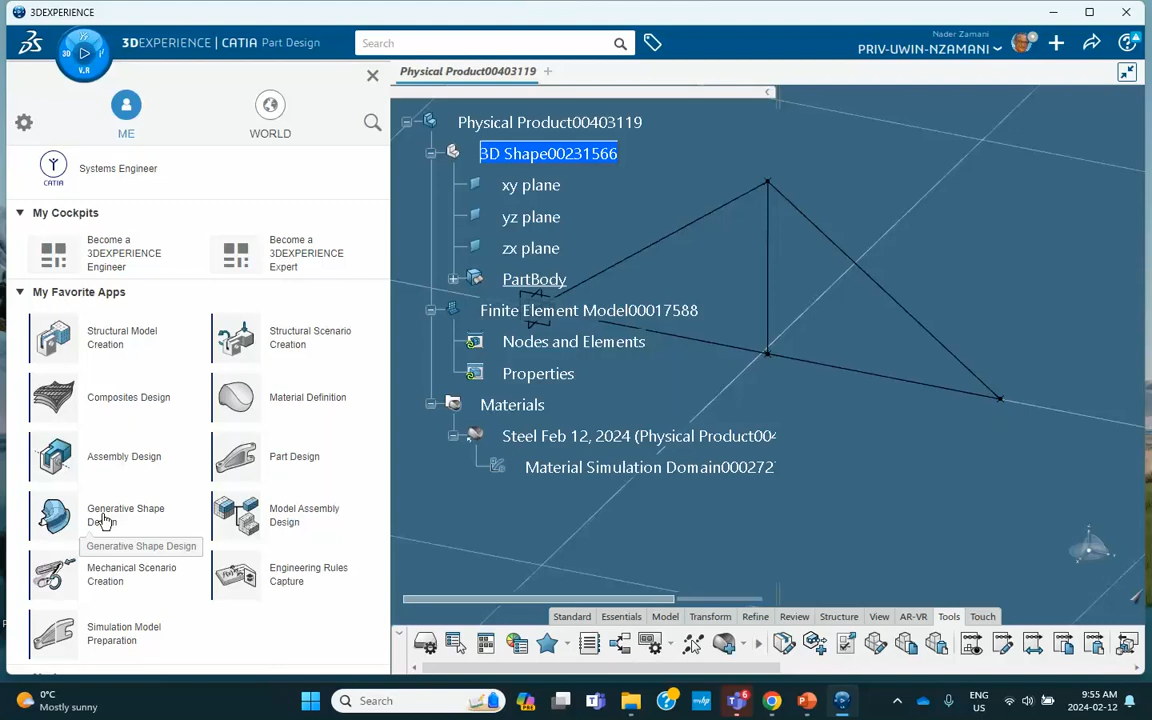 3DEXPERIENCE
3DEXPERIENCE | CATIA Part Design
Search
Nader Zamani
PRIV-UWIN-NZAMANI
3D
V.R
Physical Product00403119
ME
WORLD
CATIA
Systems Engineer
My Cockpits
Become a
3DEXPERIENCE
Engineer
Become a
3DEXPERIENCE
Expert
My Favorite Apps
Structural Model
Creation
Structural Scenario
Creation
Composites Design
Material Definition
Assembly Design
Part Design
Generative Shape
Design
Model Assembly
Design
Generative Shape Design
Mechanical Scenario
Creation
Engineering Rules
Capture
Simulation Model
Preparation
Physical Product00403119
3D Shape00231566
xy plane
yz plane
zx plane
PartBody
Finite Element Model00017588
Nodes and Elements
Properties
Materials
Steel Feb 12, 2024 (Physical Product004
Material Simulation Domain000272
Standard Essentials Model Transform Refine Review Assembly Structure View AR-VR Tools Touch
0°C
Mostly sunny
Search
6
ENG
US
9:55 AM
2024-02-12